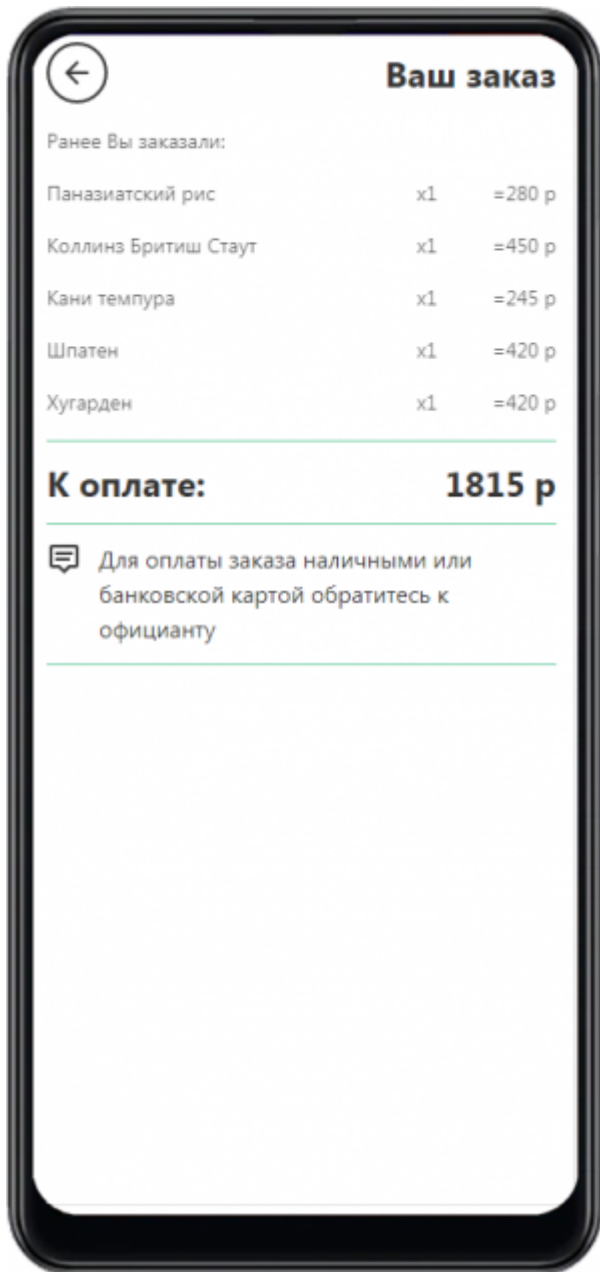 Ваш заказ
Ранее Вы заказали:
Паназиатский рис x1 =280 р
Коллинз Бритиш Стаут x1 =450 р
Кани темпура x1 =245 р
Шпатен x1 =420 р
Хугарден x1 =420 р
К оплате: 1815 р
Для оплаты заказа наличными или
банковской картой обратитесь к
официанту